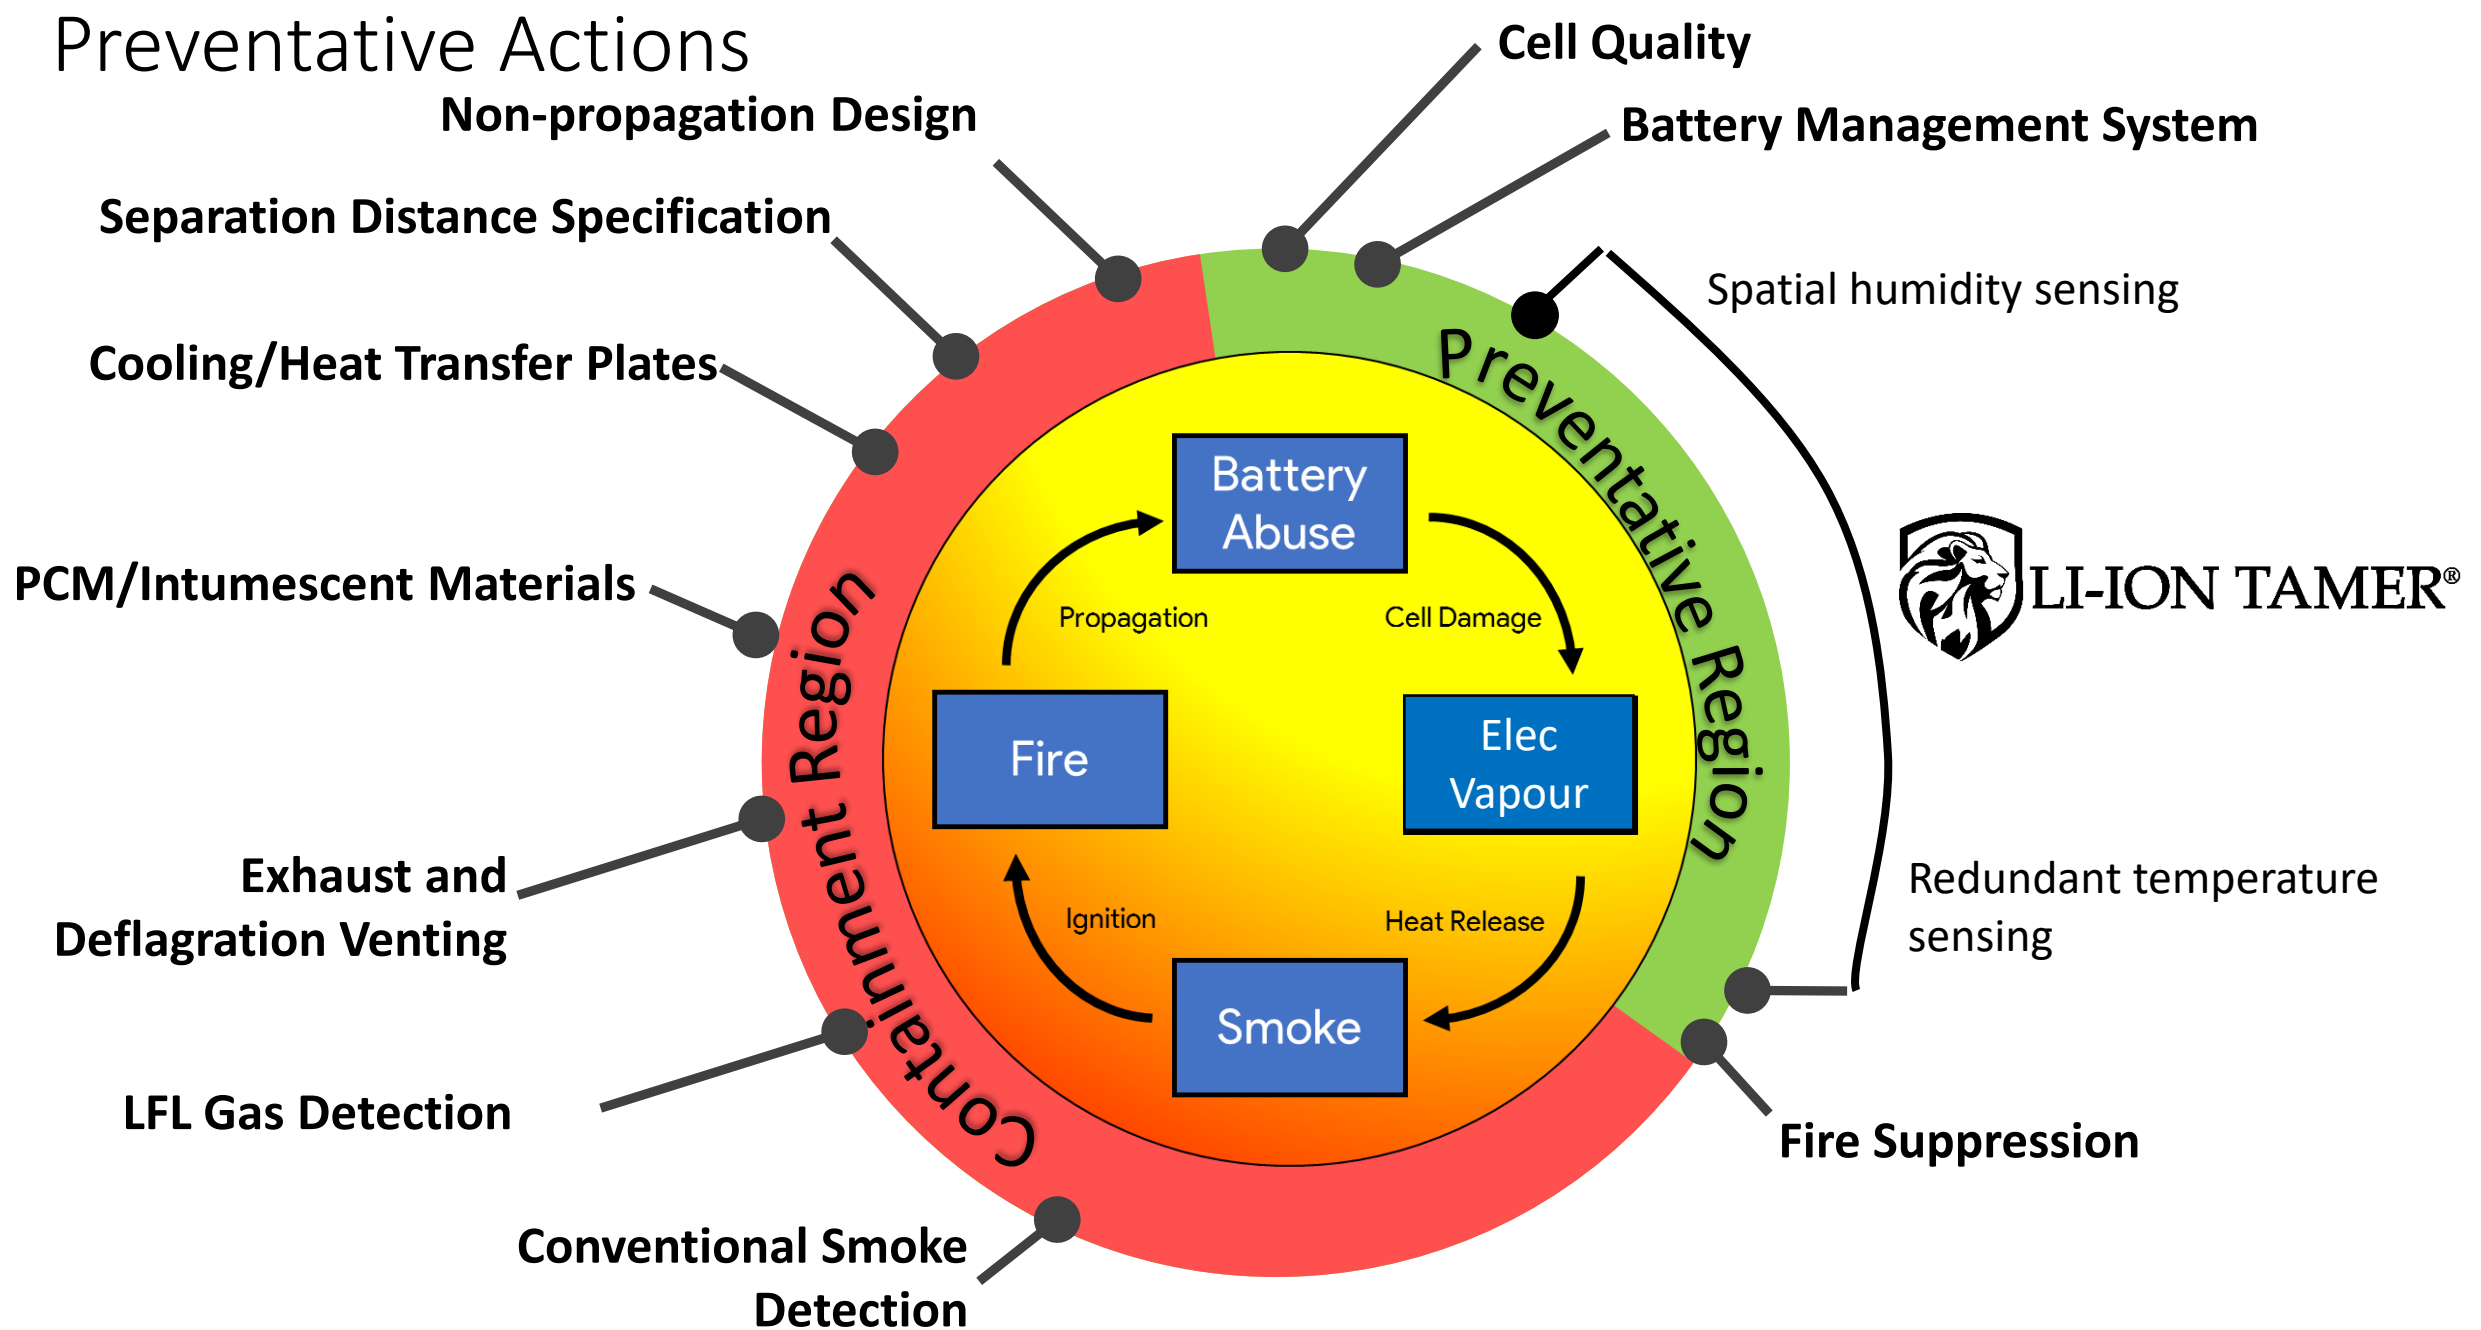 Preventative Actions
Cell Quality
Non-propagation Design
Battery Management System
Separation Distance Specification
Spatial humidity sensing
Cooling/Heat Transfer Plates
Preventative Region
Battery
Abuse
PCM/Intumescent Materials
LI-ION TAMER®
Propagation
Cell Damage
Containment Region
Fire
Elec
Vapour
Exhaust and
Deflagration Venting
Ignition
Heat Release
Redundant temperature
sensing
Smoke
LFL Gas Detection
Fire Suppression
Conventional Smoke
Detection